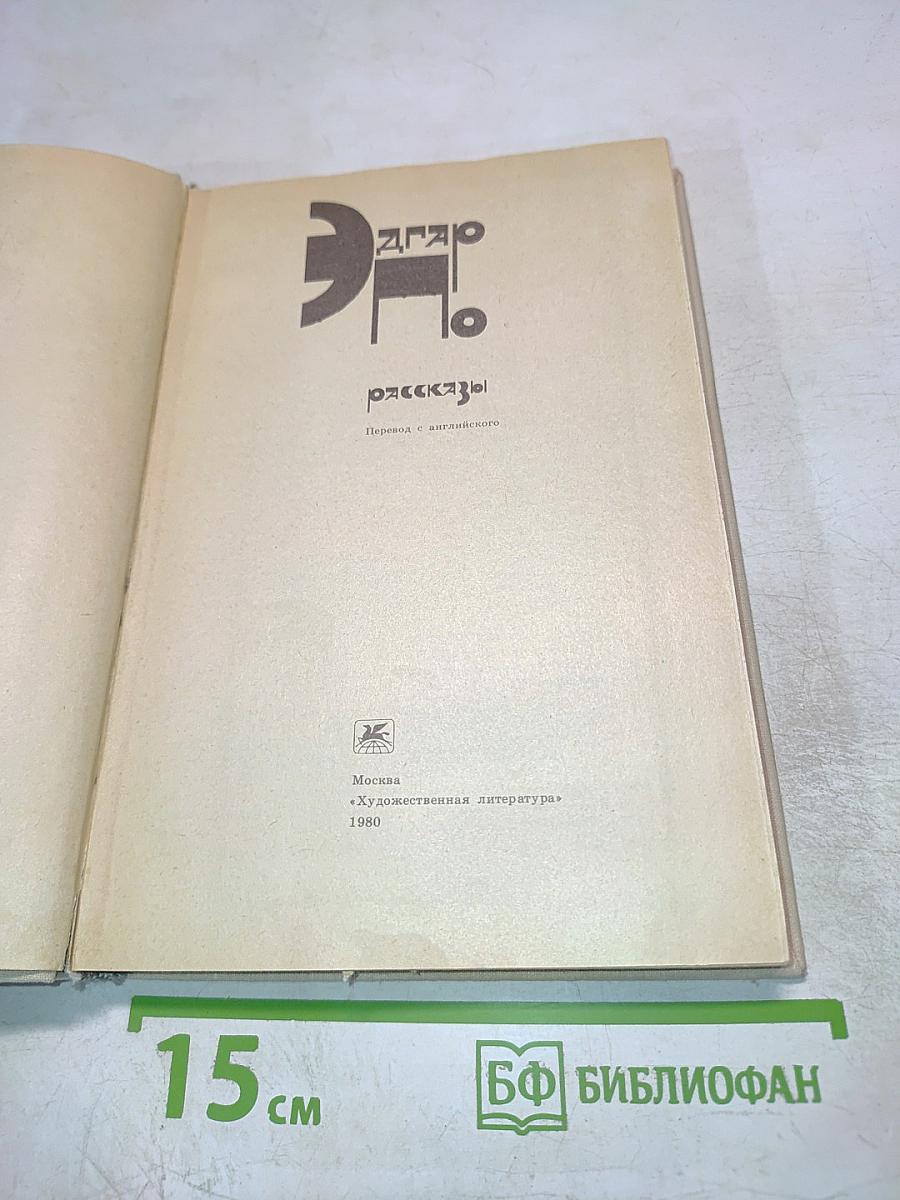 Эдгар
По
рассказы
Перевод с английского
Москва
«Художественная литература»
1980
15 см
БФ БИБЛИОФАН